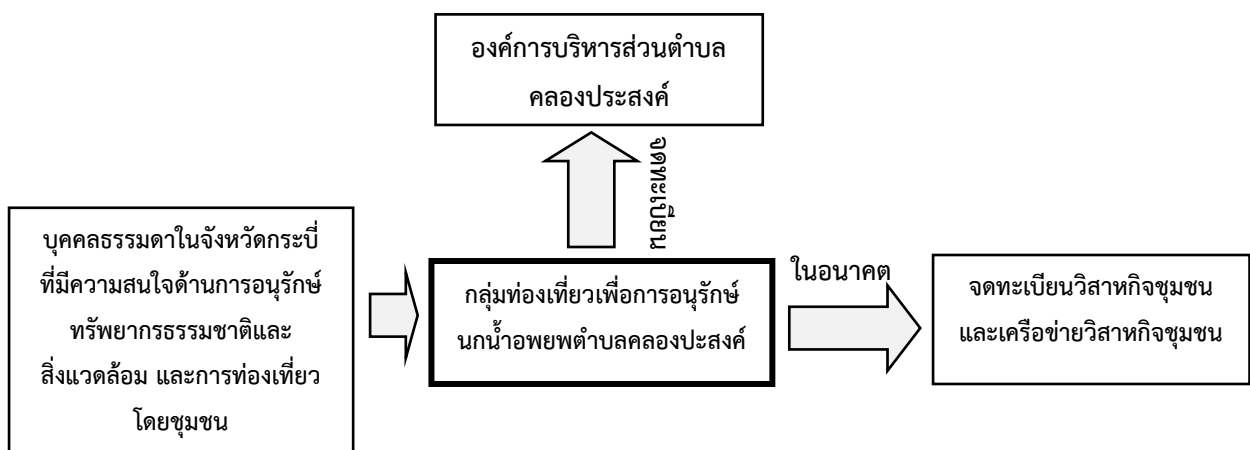 องค์การบริหารส่วนตำบล
คลองประสงค์
จดทะเบียน
บุคคลธรรมดาในจังหวัดกระบี่
ที่มีความสนใจด้านการอนุรักษ์
ทรัพยากรธรรมชาติและ
สิ่งแวดล้อม และการท่องเที่ยว
โดยชุมชน
กลุ่มท่องเที่ยวเพื่อการอนุรักษ์
นกน้ำอพยพตำบลคลองปะสงค์
ในอนาคต
จดทะเบียนวิสาหกิจชุมชน
และเครือข่ายวิสาหกิจชุมชน